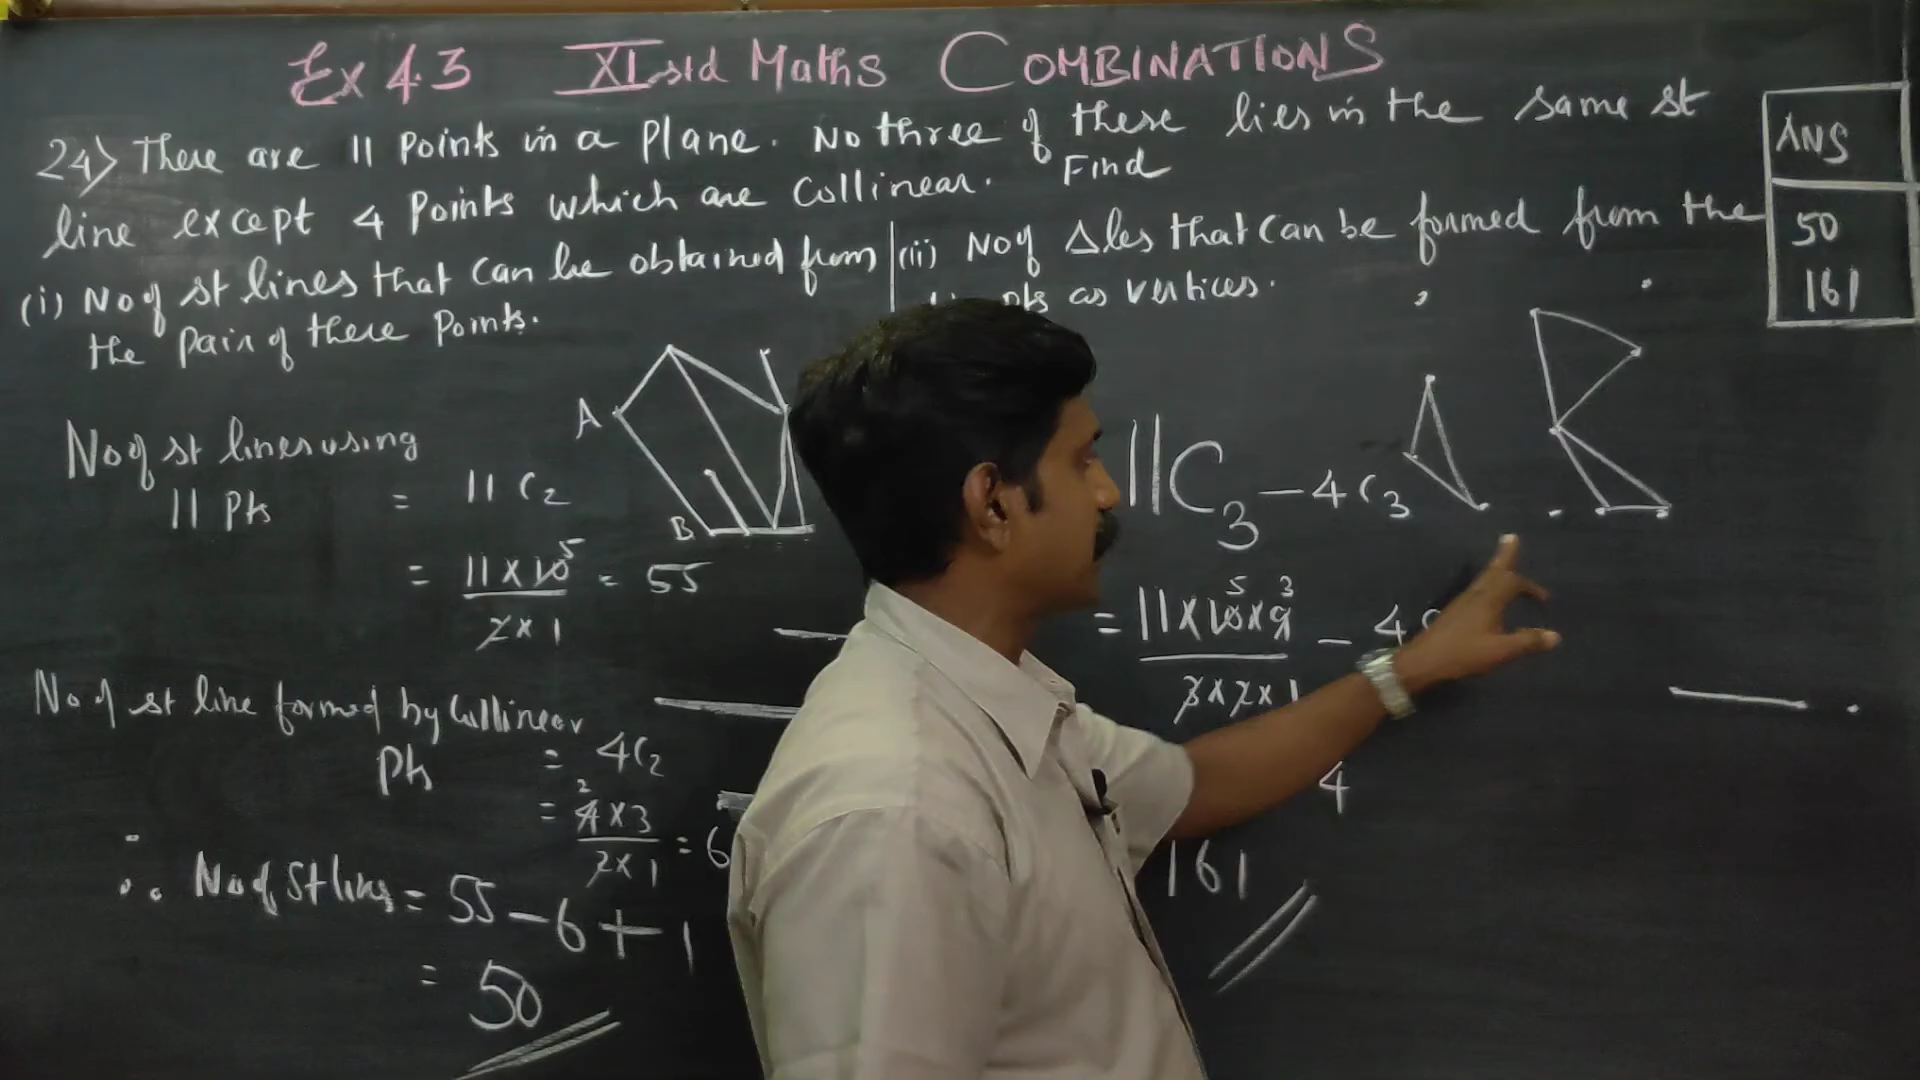 Ex 4.3 XI std Maths COMBINATIONS
24) There are 11 Points in a Plane. No three of these lies in the same st
line except 4 Points which are Collinear. Find
(i) No of st lines that can be obtained from
the pair of these Points.
(ii) No of Δles that can be formed from the
pts as vertices.
ANS
50
161
No of st lines using
11 Pts = 11C2
= 11 × 10 5 = 55
2 × 1
A
B
No of st line formed by Collinear
Pts = 4C2
2
= 4 × 3 = 6
2 × 1
∴ No of St lines = 55 - 6 + 1
= 50
11C3 - 4C3
5 3
= 11 × 10 × 9 - 4C
3 × 2 × 1
4
161